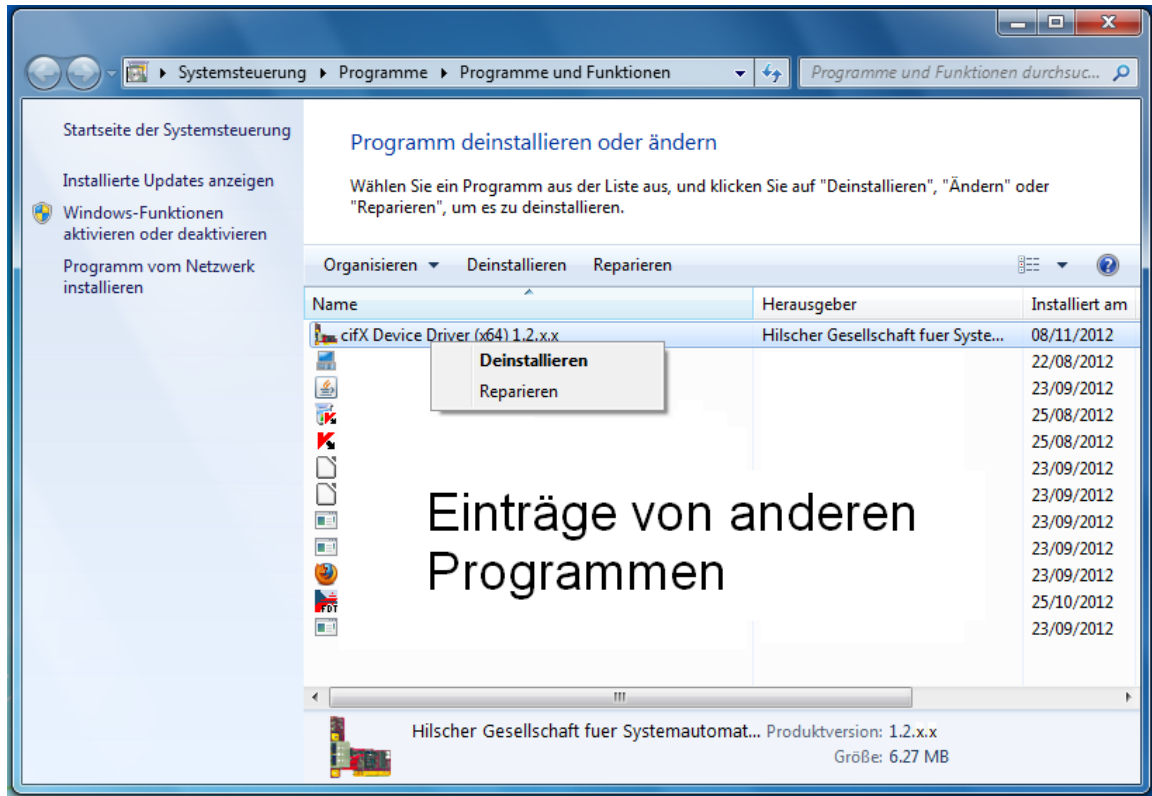 Systemsteuerung ▸ Programme ▸ Programme und Funktionen
Programme und Funktionen durchsuc...
Startseite der Systemsteuerung
Installierte Updates anzeigen
Windows-Funktionen
aktivieren oder deaktivieren
Programm vom Netzwerk
installieren
Programm deinstallieren oder ändern
Wählen Sie ein Programm aus der Liste aus, und klicken Sie auf "Deinstallieren", "Ändern" oder
"Reparieren", um es zu deinstallieren.
Organisieren Deinstallieren Reparieren
Name Herausgeber Installiert am
cifX Device Driver (x64) 1.2.x.x Hilscher Gesellschaft fuer Syste... 08/11/2012
Deinstallieren
Reparieren
22/08/2012
23/09/2012
25/08/2012
25/08/2012
23/09/2012
23/09/2012
23/09/2012
23/09/2012
23/09/2012
FDT 25/10/2012
23/09/2012
Einträge von anderen
Programmen
Hilscher Gesellschaft fuer Systemautomat... Produktversion: 1.2.x.x
Größe: 6.27 MB